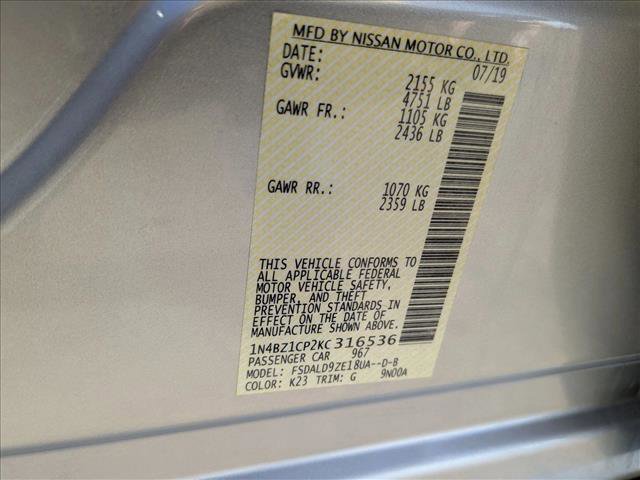 MFD BY NISSAN MOTOR CO., LTD.
DATE: 07/19
GVWR: 2155 KG
4751 LB
GAWR FR.: 1105 KG
2436 LB
GAWR RR.: 1070 KG
2359 LB
THIS VEHICLE CONFORMS TO
ALL APPLICABLE FEDERAL
MOTOR VEHICLE SAFETY,
BUMPER, AND THEFT
PREVENTION STANDARDS IN
EFFECT ON THE DATE OF
MANUFACTURE SHOWN ABOVE.
1N4BZ1CP2KC316536
PASSENGER CAR 967
MODEL: FSDALD9ZE18UA--D-B
COLOR: K23 TRIM: G 9N00A